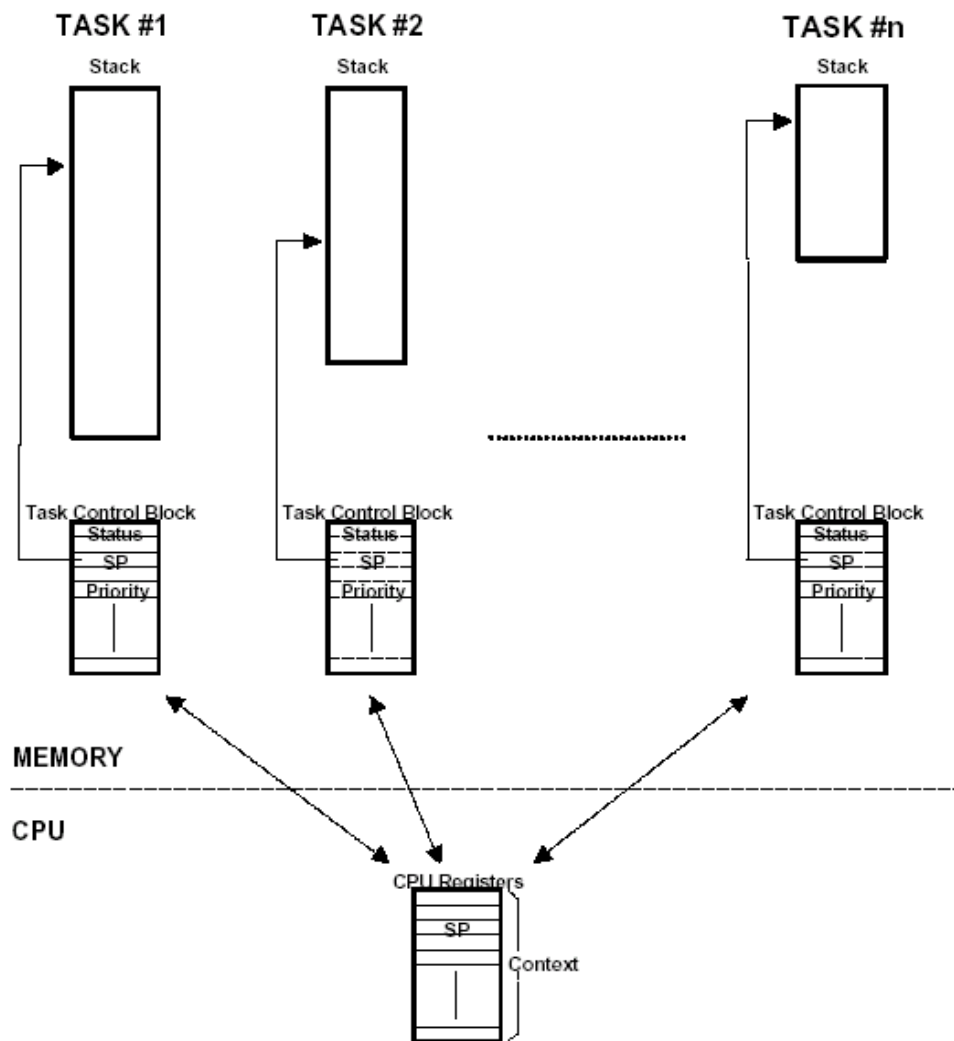 TASK #1 TASK #2 TASK #n
Stack Stack Stack
Task Control Block Task Control Block Task Control Block
Status Status Status
SP SP SP
Priority Priority Priority
MEMORY
CPU
CPU Registers
SP
Context